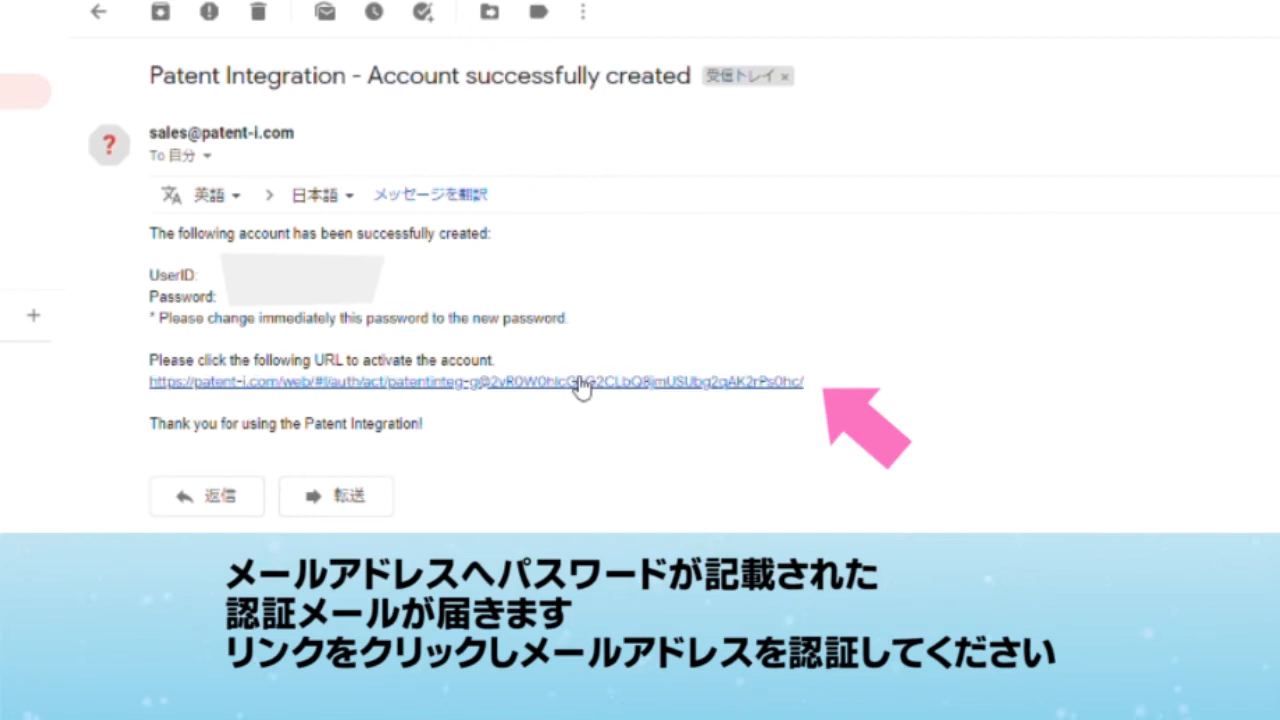 Patent Integration - Account successfully created 受信トレイ ×
sales@patent-i.com
To 自分
英語 > 日本語 メッセージを翻訳
The following account has been successfully created:
UserID:
Password:
* Please change immediately this password to the new password.
Please click the following URL to activate the account.
Thank you for using the Patent Integration!
返信 転送
メールアドレスへパスワードが記載された
認証メールが届きます
リンクをクリックしメールアドレスを認証してください